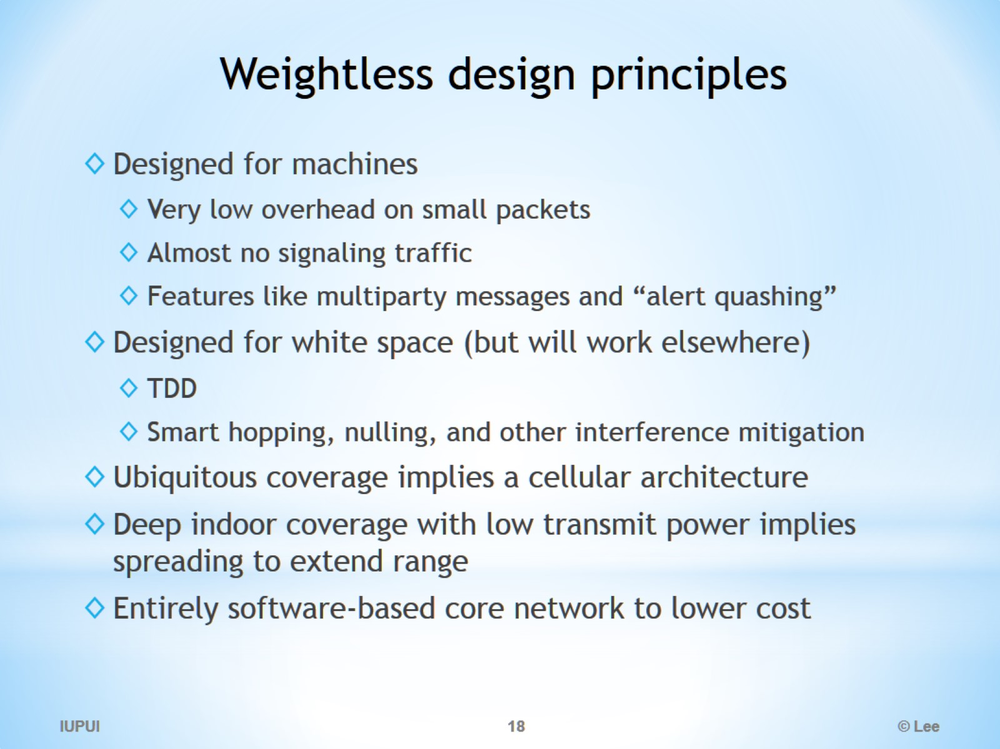 Weightless design principles
Designed for machines
Very low overhead on small packets
Almost no signaling traffic
Features like multiparty messages and “alert quashing”
Designed for white space (but will work elsewhere)
TDD
Smart hopping, nulling, and other interference mitigation
Ubiquitous coverage implies a cellular architecture
Deep indoor coverage with low transmit power implies
spreading to extend range
Entirely software-based core network to lower cost
IUPUI 18 © Lee